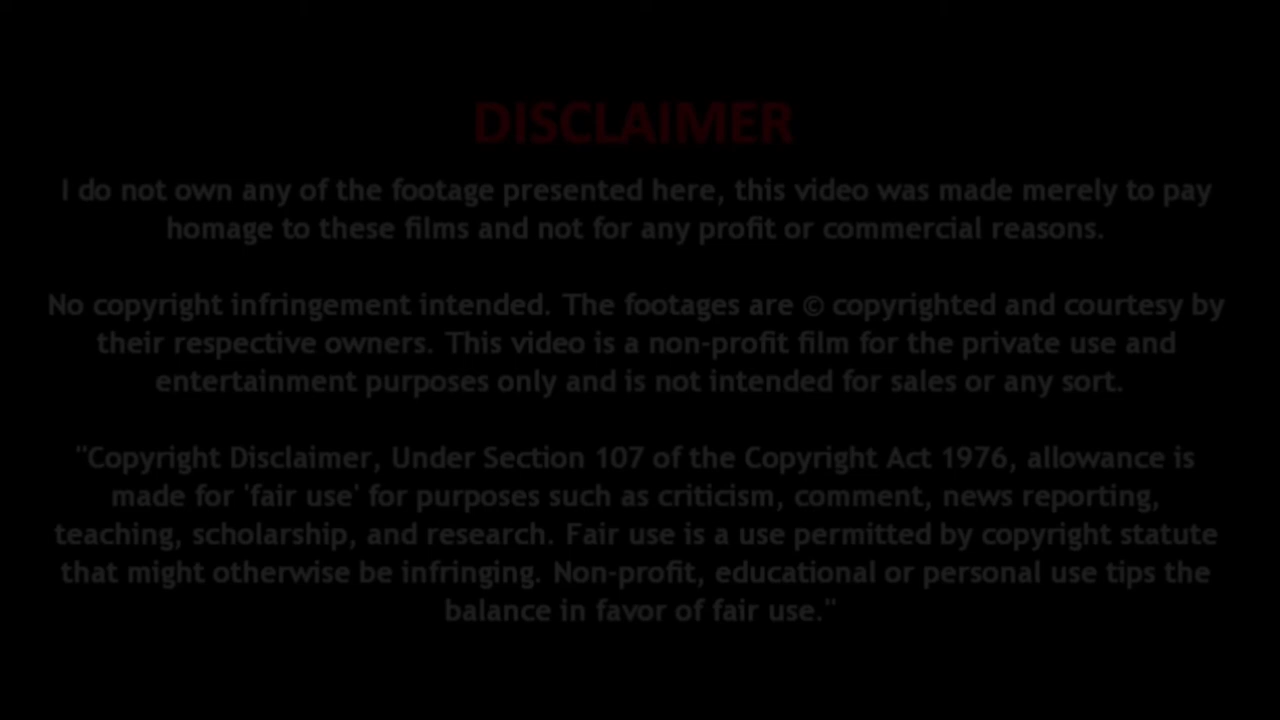 DISCLAIMER
I do not own any of the footage presented here, this video was made merely to pay
homage to these films and not for any profit or commercial reasons.
No copyright infringement intended. The footages are © copyrighted and courtesy by
their respective owners. This video is a non-profit film for the private use and
entertainment purposes only and is not intended for sales or any sort.
"Copyright Disclaimer, Under Section 107 of the Copyright Act 1976, allowance is
made for 'fair use' for purposes such as criticism, comment, news reporting,
teaching, scholarship, and research. Fair use is a use permitted by copyright statute
that might otherwise be infringing. Non-profit, educational or personal use tips the
balance in favor of fair use."